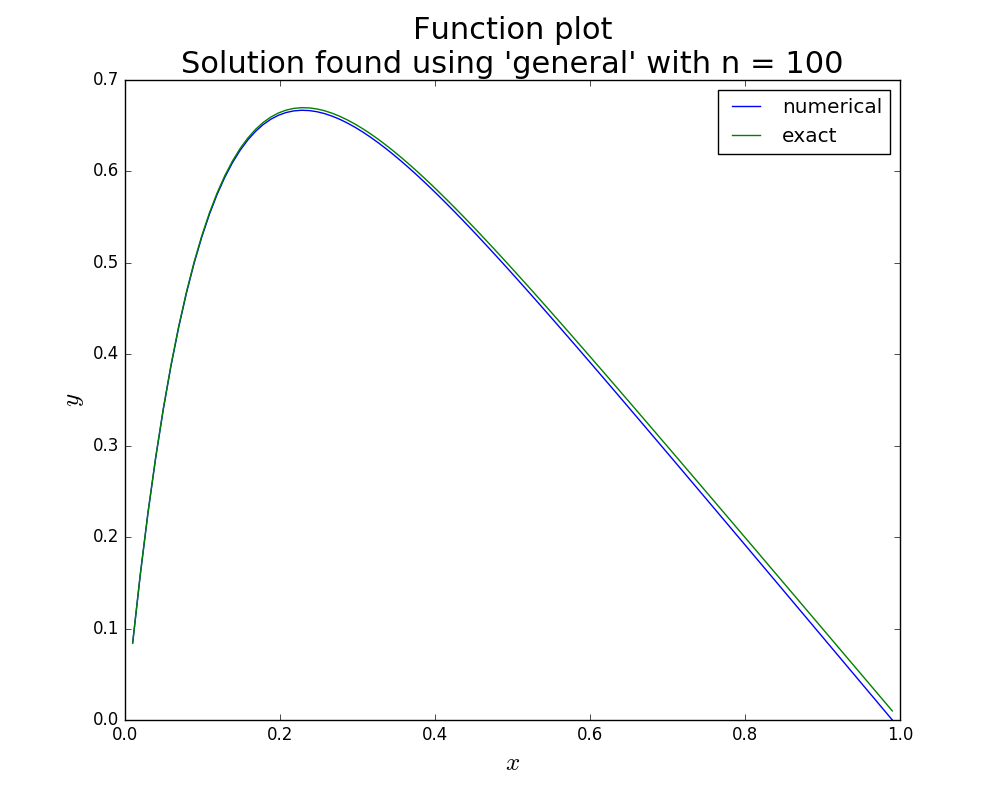 Function plot
Solution found using 'general' with n = 100
0.7
0.6
0.5
0.4
0.3
0.2
0.1
0.0
y
numerical
exact
0.0 0.2 0.4 0.6 0.8 1.0
x